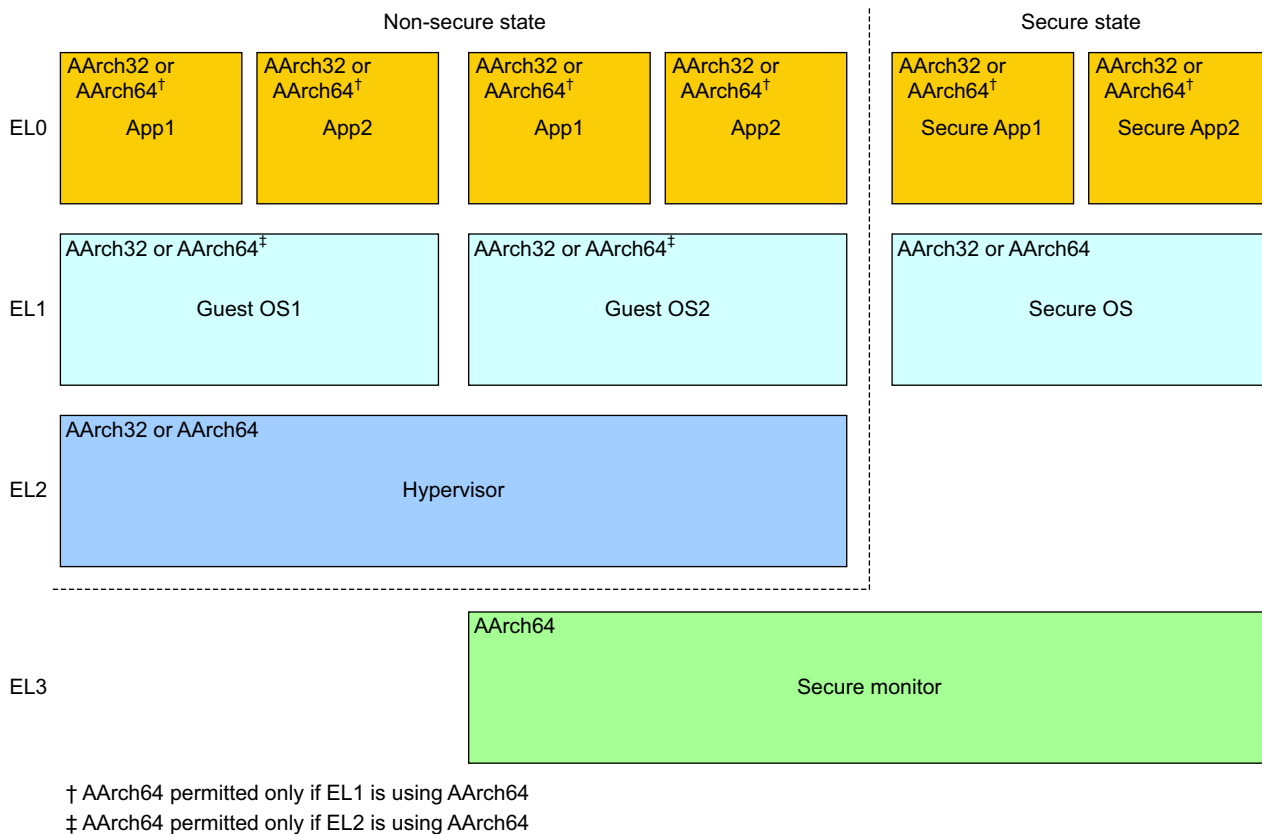 Non-secure state
Secure state
EL0
AArch32 or
AArch64†
App1
AArch32 or
AArch64†
App2
AArch32 or
AArch64†
App1
AArch32 or
AArch64†
App2
AArch32 or
AArch64†
Secure App1
AArch32 or
AArch64†
Secure App2
EL1
AArch32 or AArch64‡
Guest OS1
AArch32 or AArch64‡
Guest OS2
AArch32 or AArch64
Secure OS
EL2
AArch32 or AArch64
Hypervisor
EL3
AArch64
Secure monitor
† AArch64 permitted only if EL1 is using AArch64
‡ AArch64 permitted only if EL2 is using AArch64